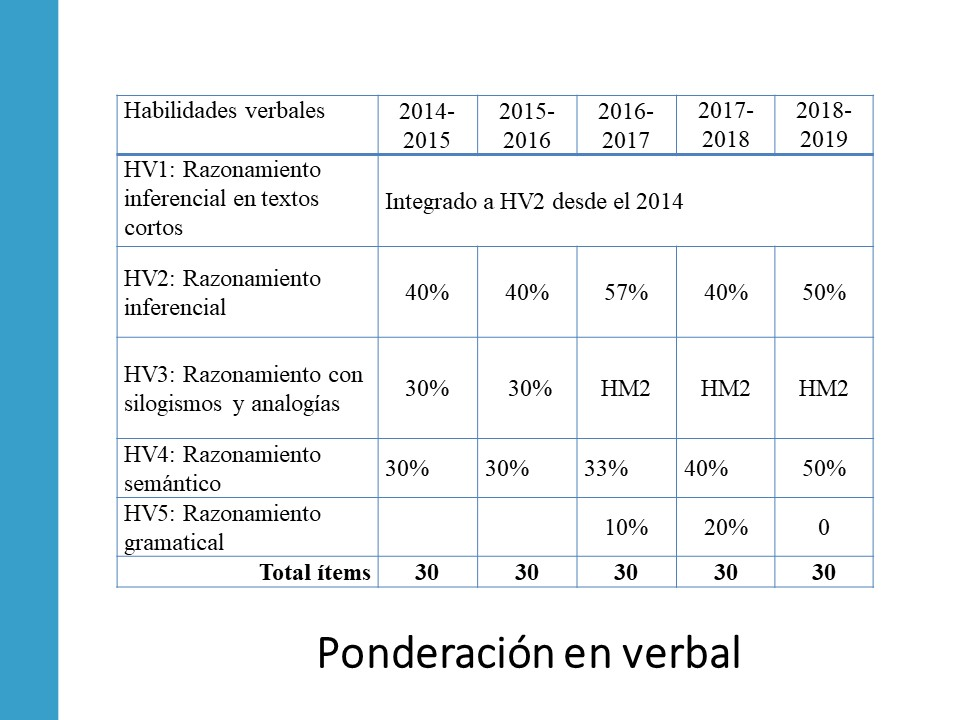 Habilidades verbales 2014- 2015- 2016- 2017- 2018-
2015 2016 2017 2018 2019
HV1: Razonamiento
inferencial en textos
cortos
Integrado a HV2 desde el 2014
HV2: Razonamiento
inferencial
40% 40% 57% 40% 50%
HV3: Razonamiento con
silogismos y analogías
30% 30% HM2 HM2 HM2
HV4: Razonamiento
semántico
30% 30% 33% 40% 50%
HV5: Razonamiento
gramatical
10% 20% 0
Total ítems 30 30 30 30 30
Ponderación en verbal